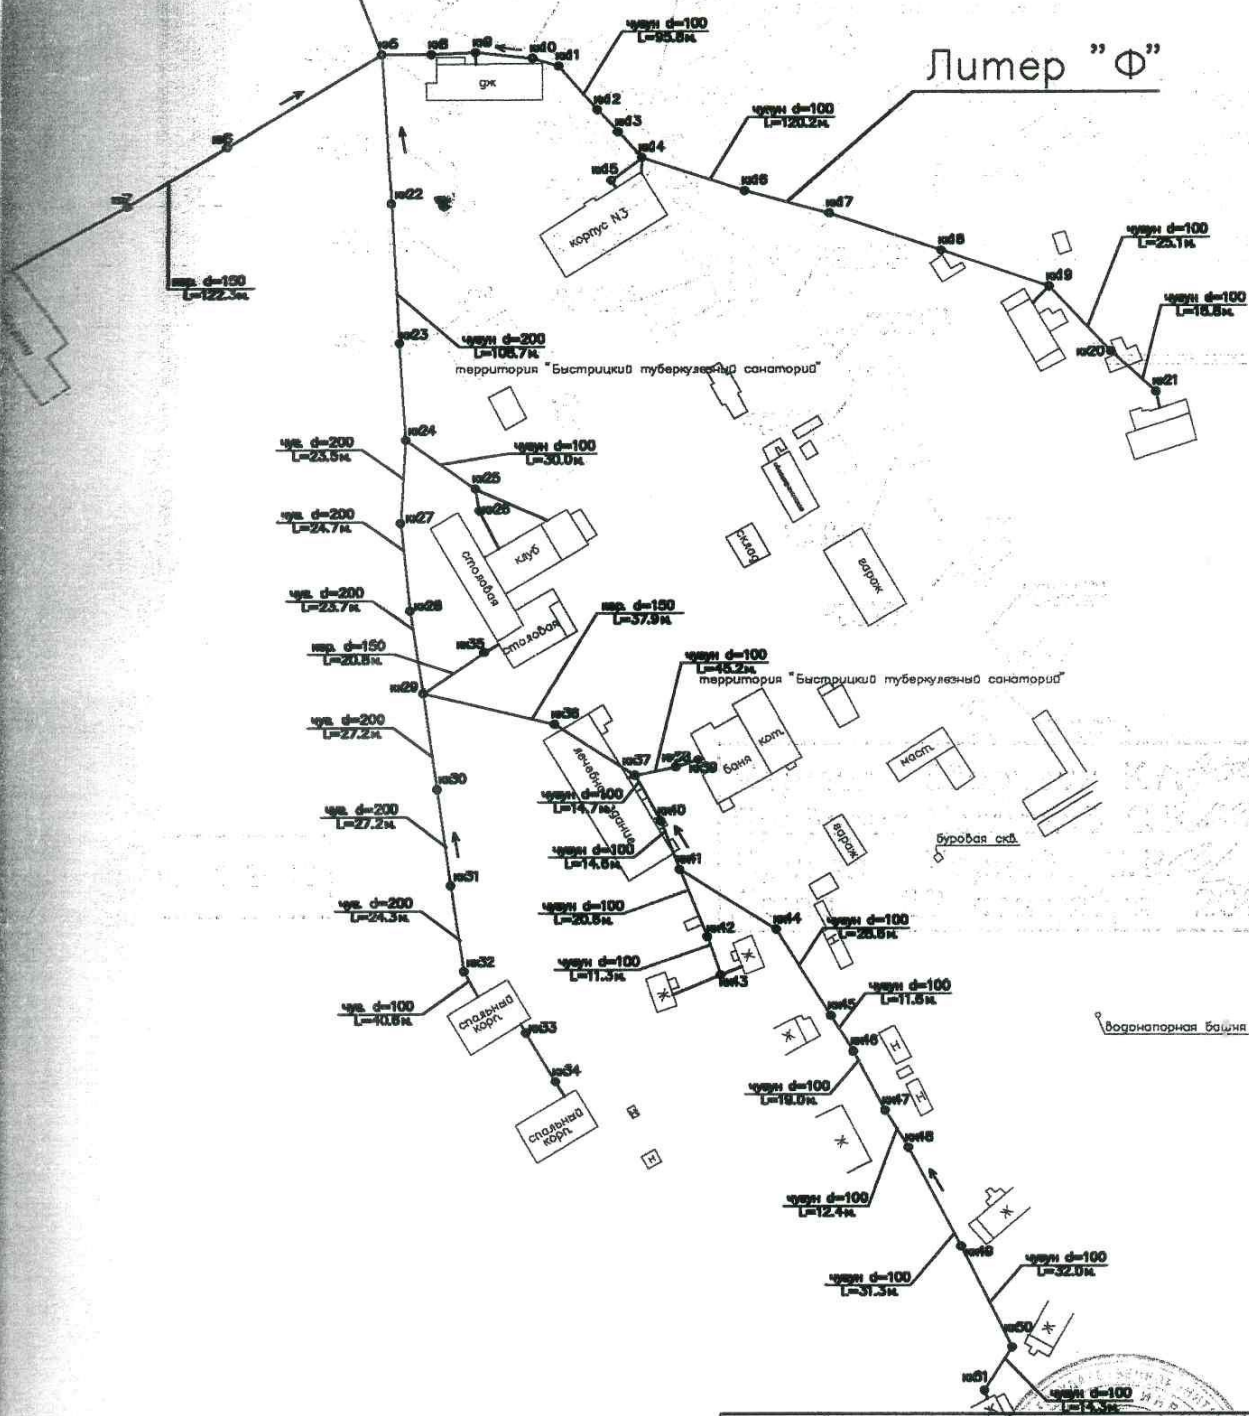 чугун d=100
L=95.8м.
Литер "Ф"
кк5
кк8
кк9
кк10
кк11
дж
кк12
кк13
чугун d=100
L=120.2м.
кк6
кк14
кк15
кк16
кк7
кк22
кк17
корпус N3
чугун d=100
L=25.1м.
кк18
кер. d=150
L=122.3м.
кк19
чугун d=100
L=18.8м.
кк23
чугун d=200
L=108.7м.
кк20
территория "Быстрицкий туберкулезный санаторий"
кк21
кк24
чуг. d=200
L=23.5м.
чугун d=100
L=30.0м.
кк25
кк26
чуг. d=200
L=24.7м.
кк27
клуб
склад
столовая
гараж
чуг. d=200
L=23.7м.
кк28
кер. d=150
L=37.9м.
столовая
кер. d=150
L=20.8м.
кк35
чугун d=100
L=45.2м.
территория "Быстрицкий туберкулезный санаторий"
кк29
кк36
чуг. d=200
L=27.2м.
кот.
баня
маст.
кк37
кк39
кк30
чугун d=100
L=14.7м.
чуг. d=200
L=27.2м.
кк40
гараж
буровая скв.
чугун d=100
L=14.6м.
кк41
кк31
чуг. d=200
L=24.3м.
чугун d=100
L=20.8м.
кк42
кк44
чугун d=100
L=28.6м.
н
чугун d=100
L=11.3м.
ж
кк43
ж
кк32
чугун d=100
L=11.6м.
чуг. d=100
L=40.8м.
спальный
корп.
кк33
кк45
ж
кк46
н
водонапорная башня
кк34
чугун d=100
L=19.0м.
н
кк47
спальный
корп.
н
ж
кк48
н
чугун d=100
L=12.4м.
ж
кк49
чугун d=100
L=32.0м.
чугун d=100
L=31.3м.
кк50
ж
кк51
чугун d=100
L=14.3м.
ж